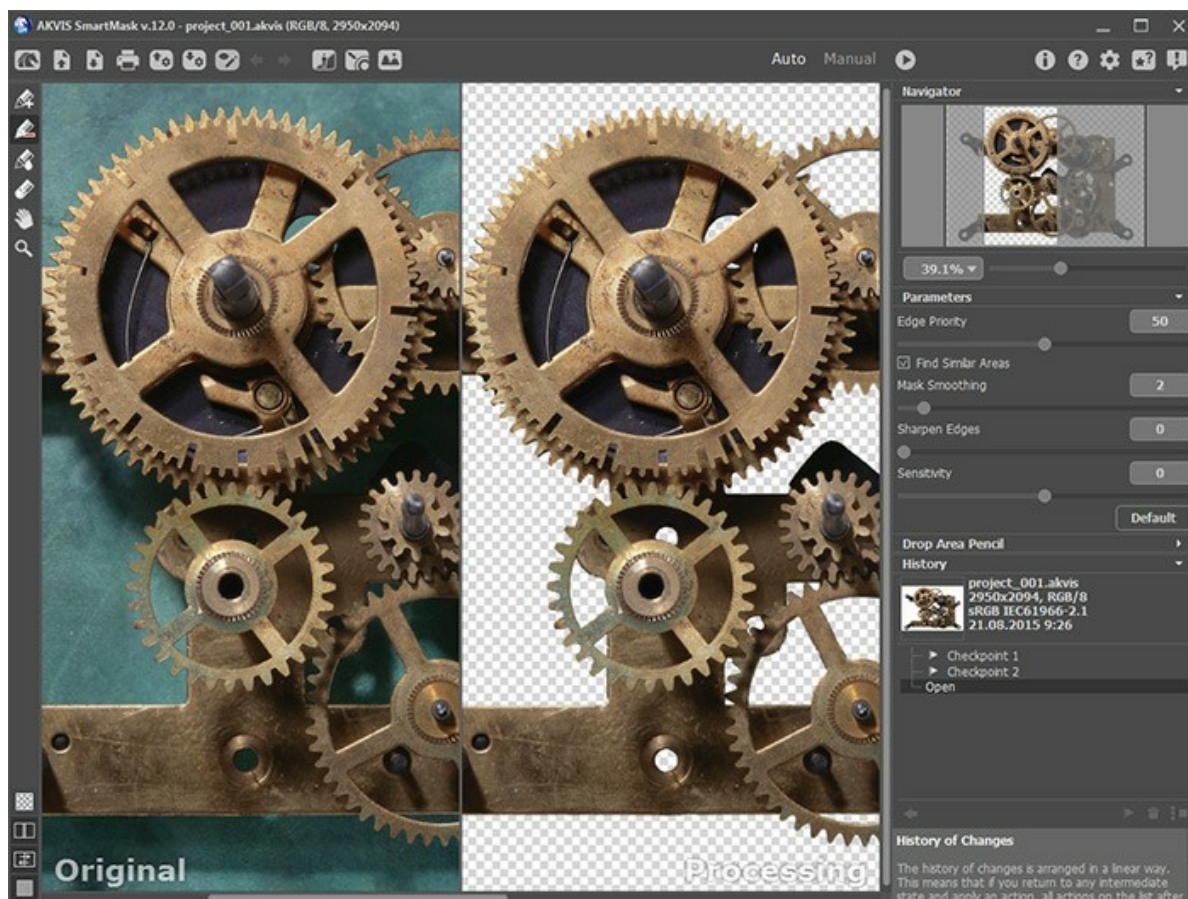 AKVIS SmartMask v.12.0 - project_001.akvis (RGB/8, 2950x2094)
Auto Manual
Navigator
39.1%
Parameters
Edge Priority 50
Find Similar Areas
Mask Smoothing 2
Sharpen Edges 0
Sensitivity 0
Default
Drop Area Pencil
History
project_001.akvis
2950x2094, RGB/8
sRGB IEC61966-2.1
21.08.2015 9:26
Checkpoint 1
Checkpoint 2
Open
Original
Processing
History of Changes
The history of changes is arranged in a linear way.
This means that if you return to any intermediate
state and apply an action, all actions on the list after